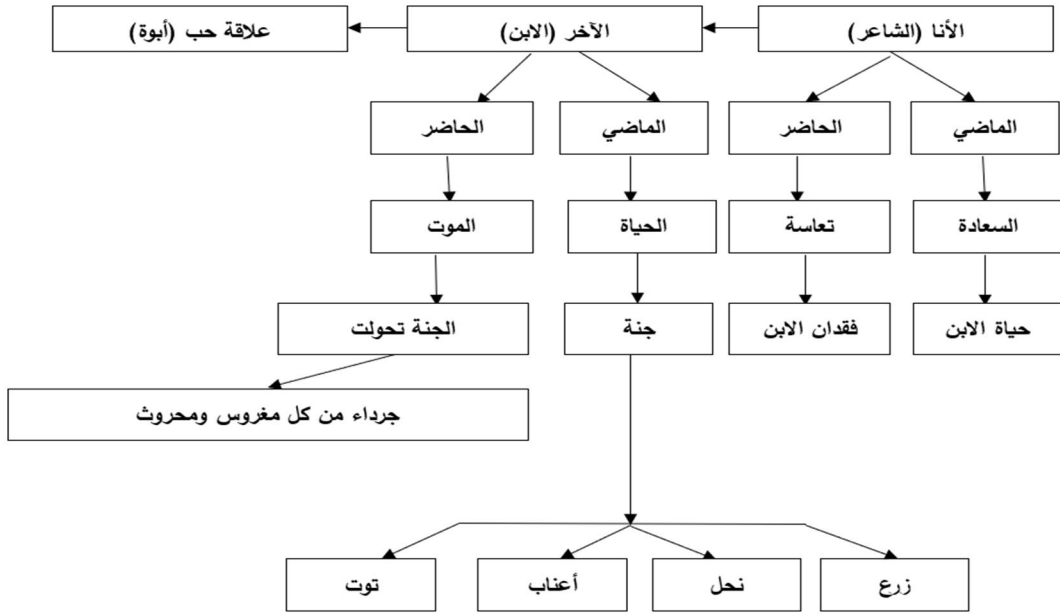 الأنا (الشاعر)
الآخر (الابن)
علاقة حب (أبوة)
الماضي
الحاضر
الماضي
الحاضر
السعادة
تعاسة
الحياة
الموت
حياة الابن
فقدان الابن
جنة
الجنة تحولت
جرداء من كل مغروس ومحروث
زرع
نحل
أعناب
توت